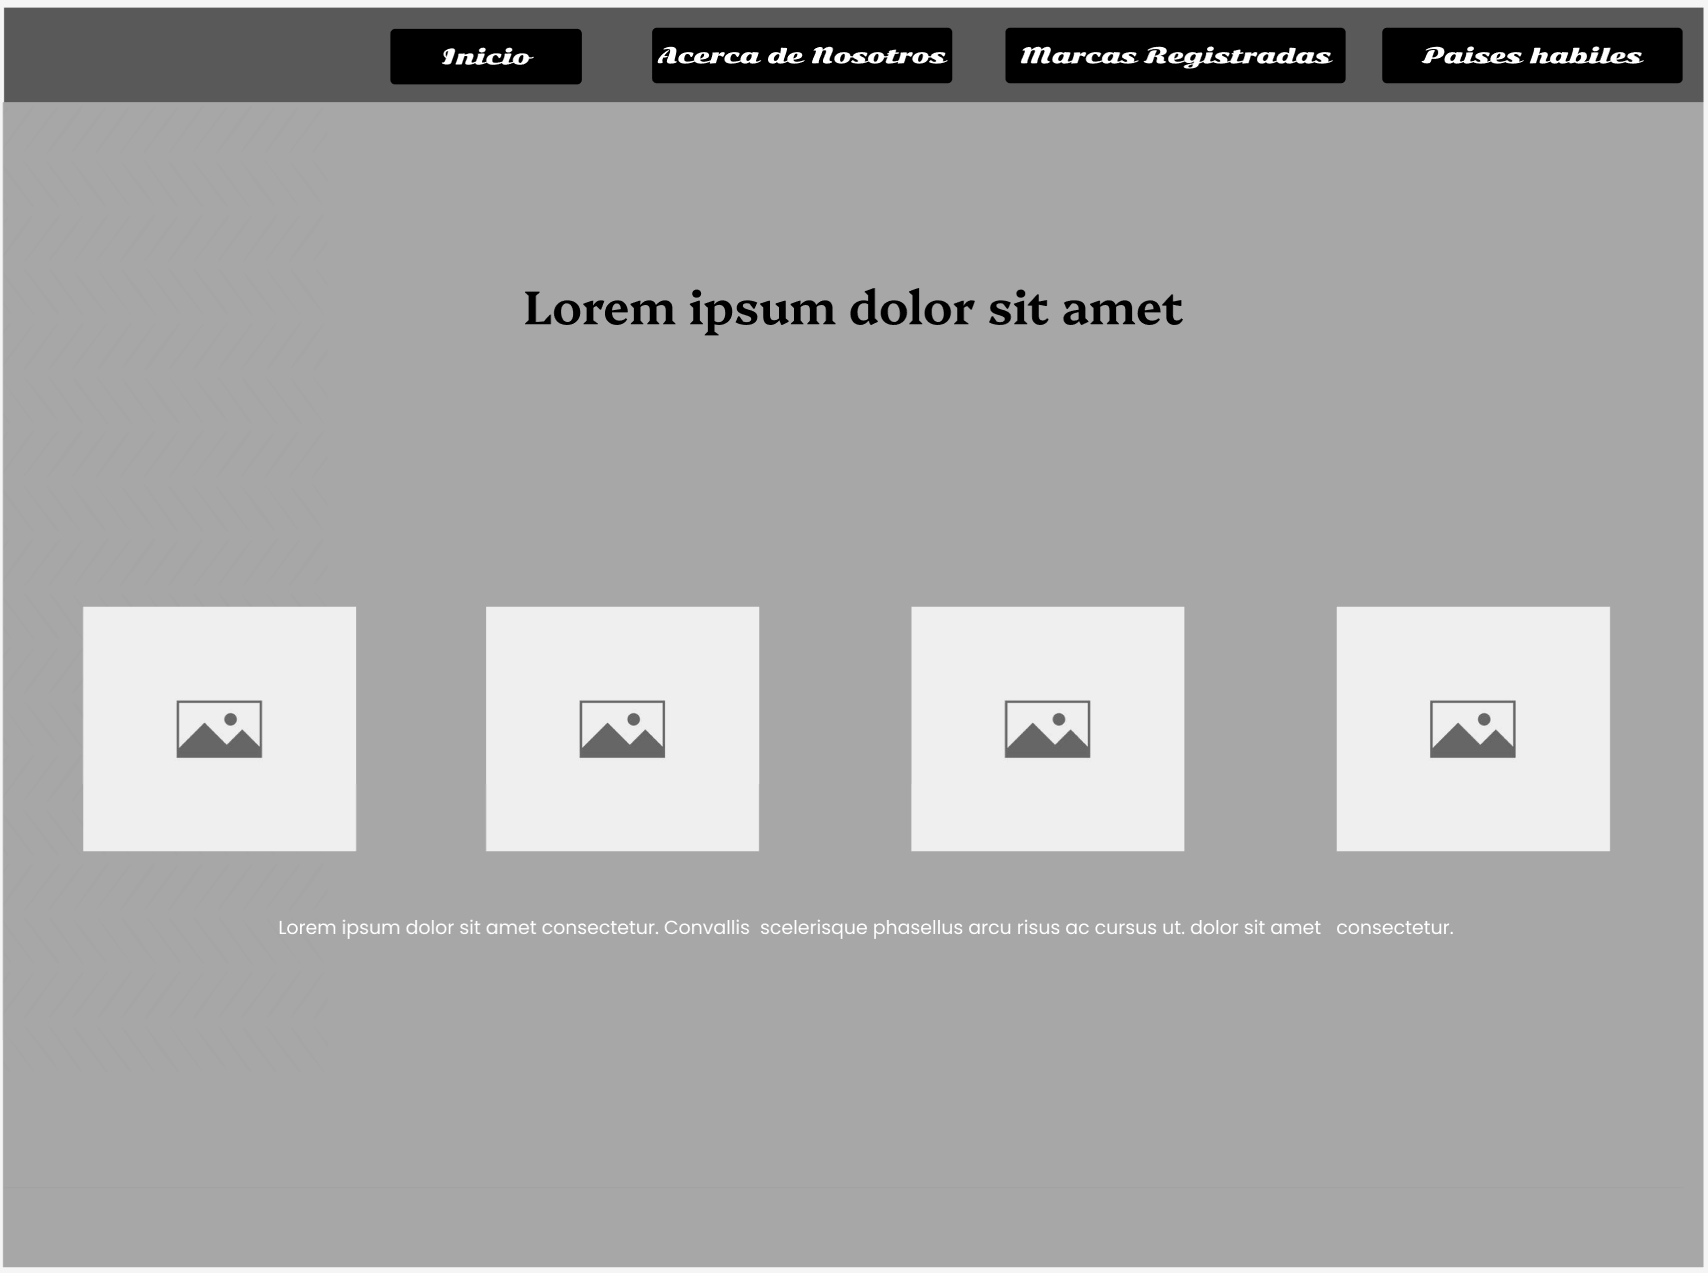 Inicio
Acerca de Nosotros
Marcas Registradas
Paises habiles
Lorem ipsum dolor sit amet
Lorem ipsum dolor sit amet consectetur. Convallis  scelerisque phasellus arcu risus ac cursus ut. dolor sit amet   consectetur.